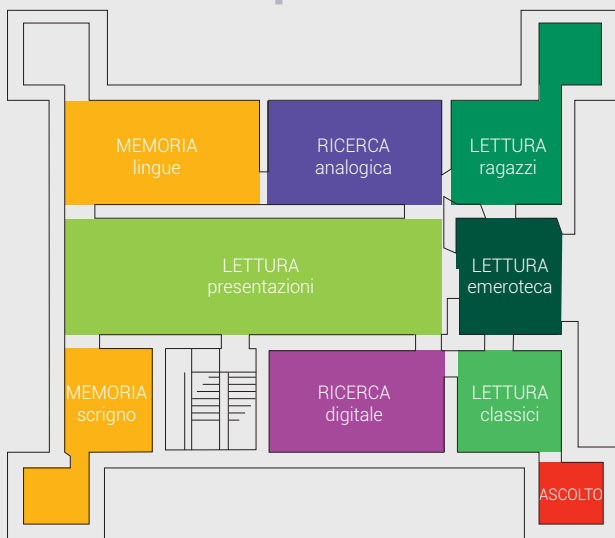 MEMORIA
lingue
RICERCA
analogica
LETTURA
ragazzi
LETTURA
presentazioni
LETTURA
emeroteca
MEMORIA
scrigno
RICERCA
digitale
LETTURA
classici
ASCOLTO